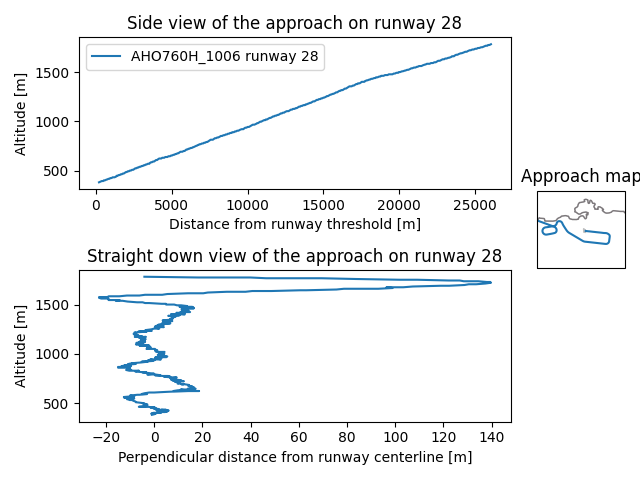 Side view of the approach on runway 28
AHO760H_1006 runway 28
Altitude [m]
1500
1000
500
0
5000
10000
15000
20000
25000
Distance from runway threshold [m]
Approach map
Straight down view of the approach on runway 28
Altitude [m]
1500
1000
500
−20
0
20
40
60
80
100
120
140
Perpendicular distance from runway centerline [m]